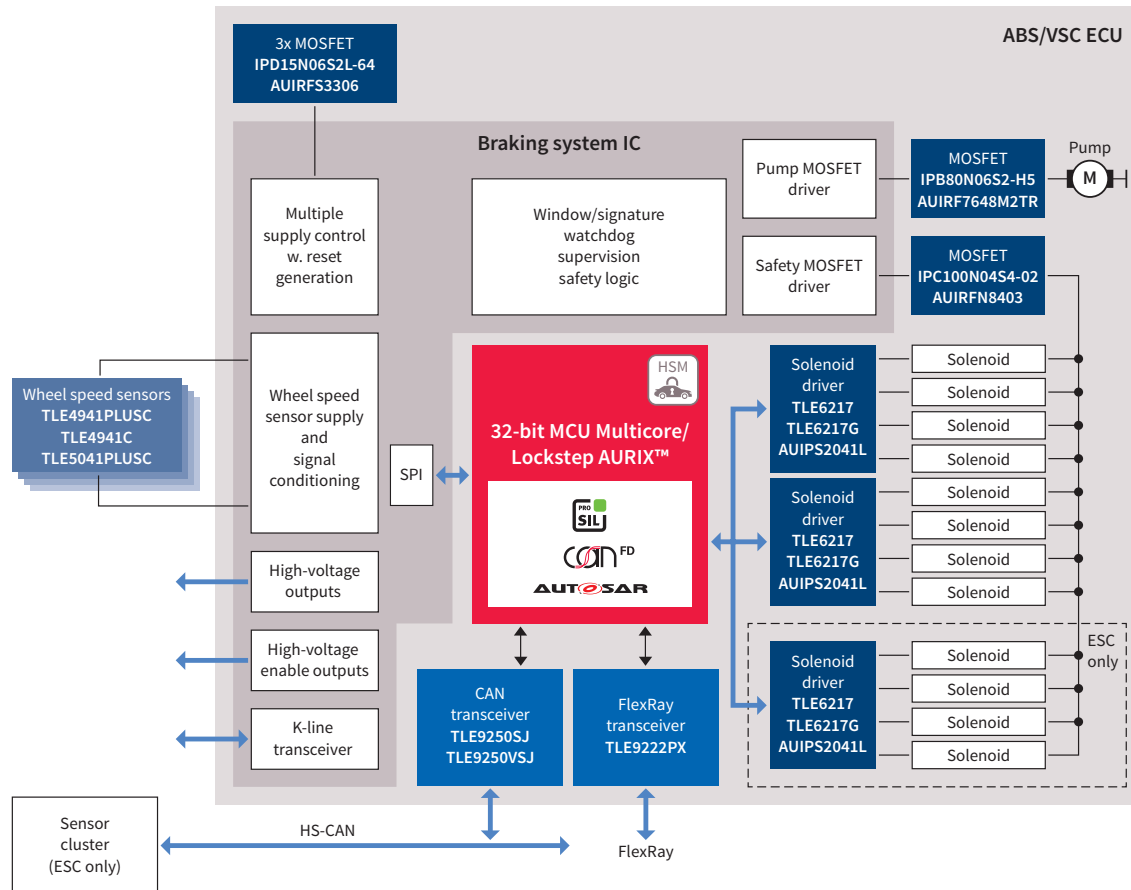 ABS/VSC ECU
3x MOSFET
IPD15N06S2L-64
AUIRFS3306
Braking system IC
Multiple
supply control
w. reset
generation
Window/signature
watchdog
supervision
safety logic
Pump MOSFET
driver
MOSFET
IPB80N06S2-H5
AUIRF7648M2TR
Pump
M
Safety MOSFET
driver
MOSFET
IPC100N04S4-02
AUIRFN8403
Wheel speed sensors
TLE4941PLUSC
TLE4941C
TLE5041PLUSC
Wheel speed
sensor supply
and
signal
conditioning
SPI
HSM
32-bit MCU Multicore/
Lockstep AURIX™
PRO
SIL
CAN FD
AUTOSAR
Solenoid
driver
TLE6217
TLE6217G
AUIPS2041L
Solenoid
Solenoid
Solenoid
Solenoid
Solenoid
driver
TLE6217
TLE6217G
AUIPS2041L
Solenoid
Solenoid
Solenoid
Solenoid
ESC
only
Solenoid
driver
TLE6217
TLE6217G
AUIPS2041L
Solenoid
Solenoid
Solenoid
Solenoid
High-voltage
outputs
High-voltage
enable outputs
K-line
transceiver
CAN
transceiver
TLE9250SJ
TLE9250VSJ
FlexRay
transceiver
TLE9222PX
Sensor
cluster
(ESC only)
HS-CAN
FlexRay